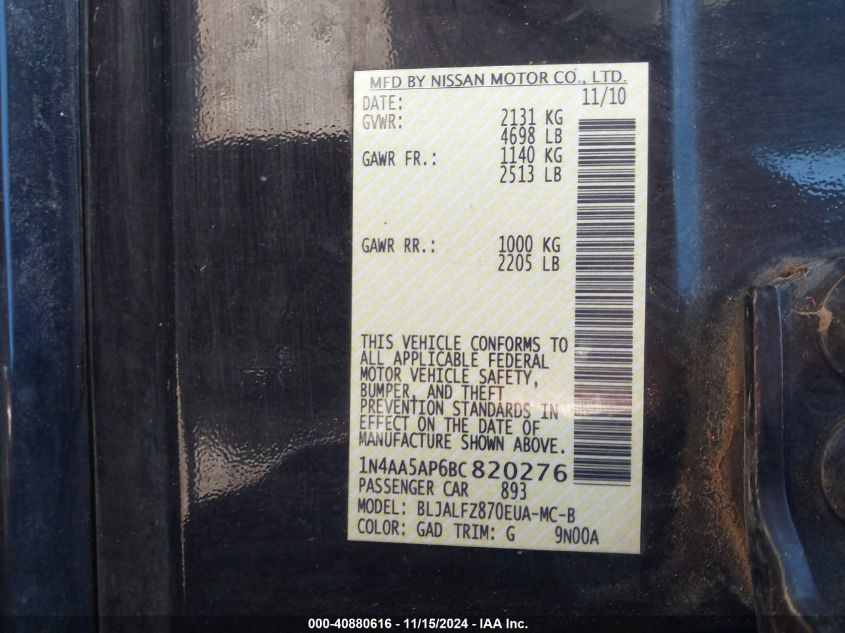 MFD BY NISSAN MOTOR CO., LTD.
DATE: 11/10
GVWR: 2131 KG
4698 LB
GAWR FR.: 1140 KG
2513 LB
GAWR RR.: 1000 KG
2205 LB
THIS VEHICLE CONFORMS TO
ALL APPLICABLE FEDERAL
MOTOR VEHICLE SAFETY,
BUMPER, AND THEFT
PREVENTION STANDARDS IN
EFFECT ON THE DATE OF
MANUFACTURE SHOWN ABOVE.
1N4AA5AP6BC820276
PASSENGER CAR 893
MODEL: BLJALFZ870EUA-MC-B
COLOR: GAD TRIM: G 9N00A
000-40880616 - 11/15/2024 - IAA Inc.